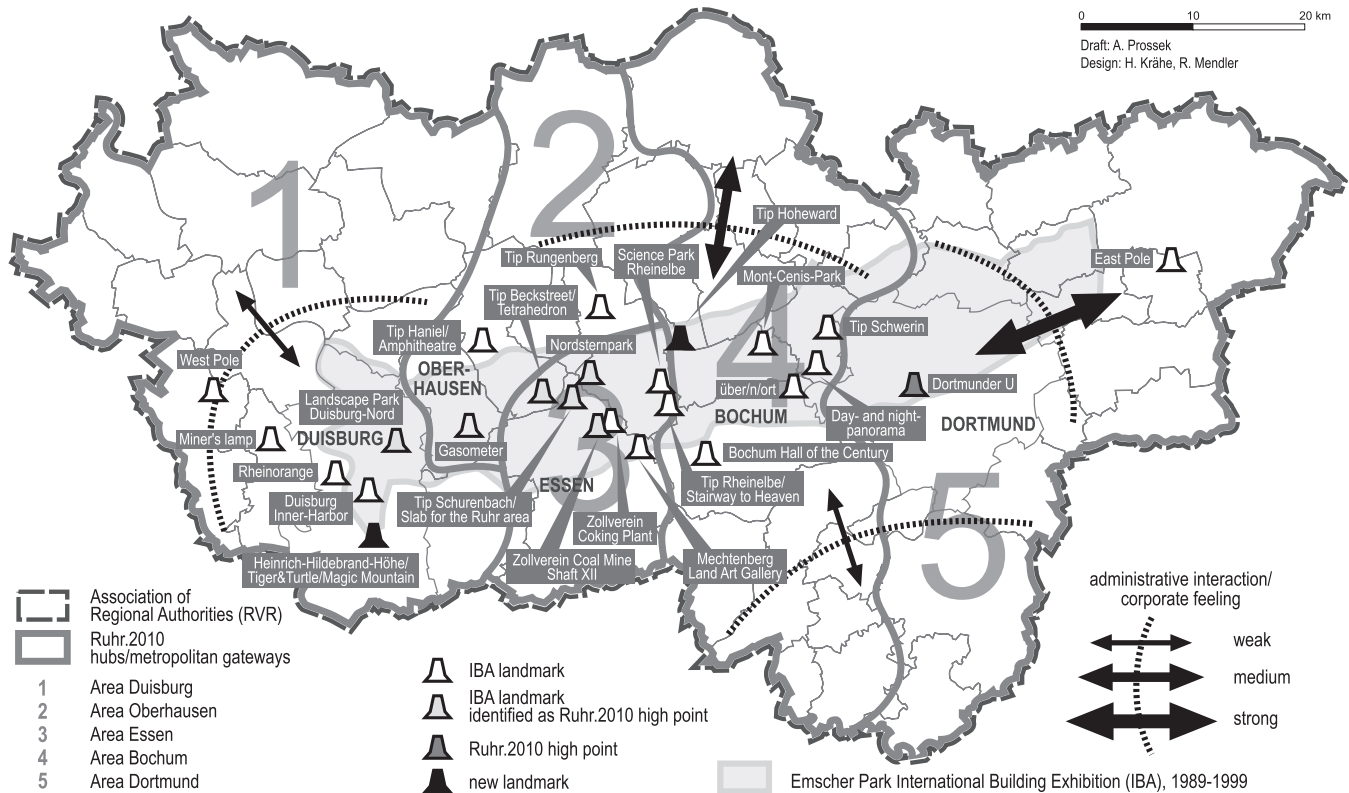 0 10 20 km
Draft: A. Prossek
Design: H. Krähe, R. Mendler
1
2
3
4
5
Tip Hoheward
Tip Rungenberg
Science Park
Rheinelbe
Mont-Cenis-Park
East Pole
Tip Beckstreet/
Tetrahedron
Tip Haniel/
Amphitheatre
Nordsternpark
Tip Schwerin
West Pole
OBER-
HAUSEN
über/n/ort
Dortmunder U
Landscape Park
Duisburg-Nord
BOCHUM
Day- and night-
panorama
DORTMUND
Miner's lamp
DUISBURG
Gasometer
Bochum Hall of the Century
Rheinorange
ESSEN
Tip Rheinelbe/
Stairway to Heaven
Duisburg
Inner-Harbor
Tip Schurenbach/
Slab for the Ruhr area
Zollverein
Coking Plant
Heinrich-Hildebrand-Höhe/
Tiger&Turtle/Magic Mountain
Zollverein Coal Mine
Shaft XII
Mechtenberg
Land Art Gallery
Association of
Regional Authorities (RVR)
Ruhr.2010
hubs/metropolitan gateways
1 Area Duisburg
2 Area Oberhausen
3 Area Essen
4 Area Bochum
5 Area Dortmund
IBA landmark
IBA landmark
identified as Ruhr.2010 high point
Ruhr.2010 high point
new landmark
administrative interaction/
corporate feeling
weak
medium
strong
Emscher Park International Building Exhibition (IBA), 1989-1999